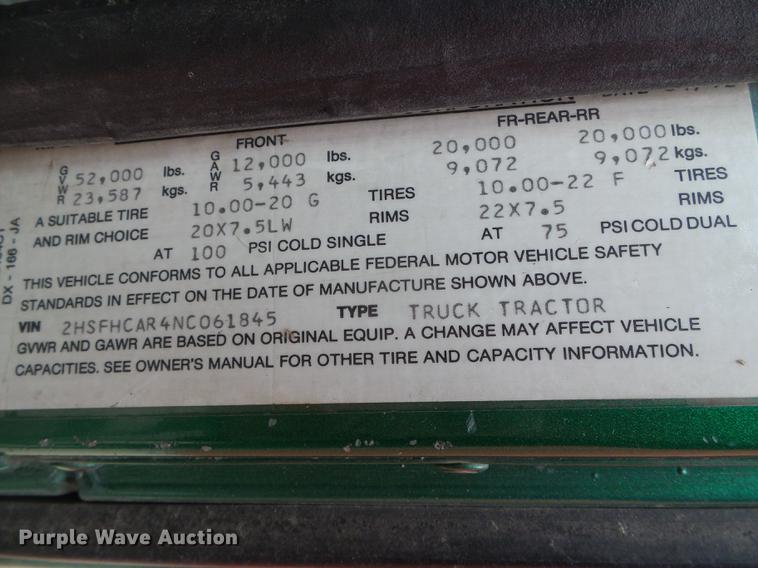 FRONT FR-REAR-RR
GVWR 52,000 lbs. GAWR 12,000 lbs. 20,000 20,000 lbs.
23,587 kgs. 5,443 kgs. 9,072 9,072 kgs.
A SUITABLE TIRE 10.00-20 G TIRES 10.00-22 F TIRES
AND RIM CHOICE 20X7.5LW RIMS 22X7.5 RIMS
AT 100 PSI COLD SINGLE AT 75 PSI COLD DUAL
THIS VEHICLE CONFORMS TO ALL APPLICABLE FEDERAL MOTOR VEHICLE SAFETY
STANDARDS IN EFFECT ON THE DATE OF MANUFACTURE SHOWN ABOVE.
VIN 2HSFHCAR4NC061845 TYPE TRUCK TRACTOR
GVWR AND GAWR ARE BASED ON ORIGINAL EQUIP. A CHANGE MAY AFFECT VEHICLE
CAPACITIES. SEE OWNER'S MANUAL FOR OTHER TIRE AND CAPACITY INFORMATION.
DX - 166 - JA
Purple Wave Auction